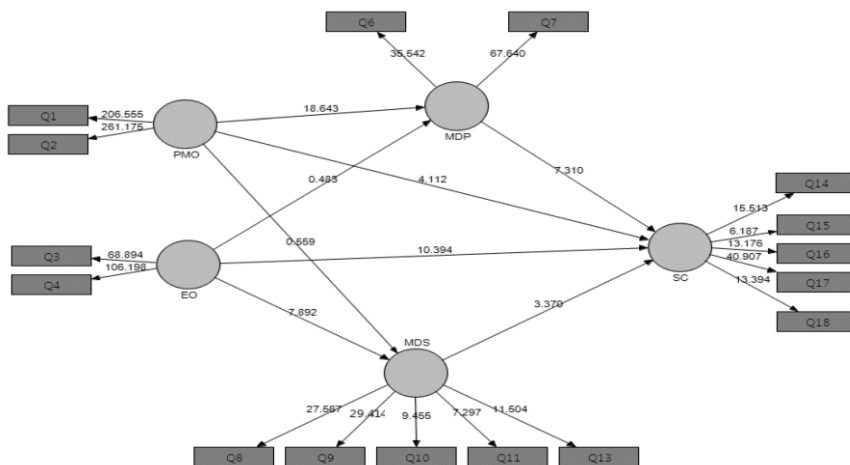 Q6
Q7
35.542
67.640
Q1
206.555
18.643
Q2
261.175
PMO
MDP
0.483
4.112
7.310
Q14
15.513
Q15
6.187
Q3
68.894
0.559
10.394
13.176
Q16
Q4
106.198
EO
SC
40.907
Q17
7.892
13.394
3.370
Q18
MDS
27.567
29.414
9.455
7.297
11.504
Q8
Q9
Q10
Q11
Q13